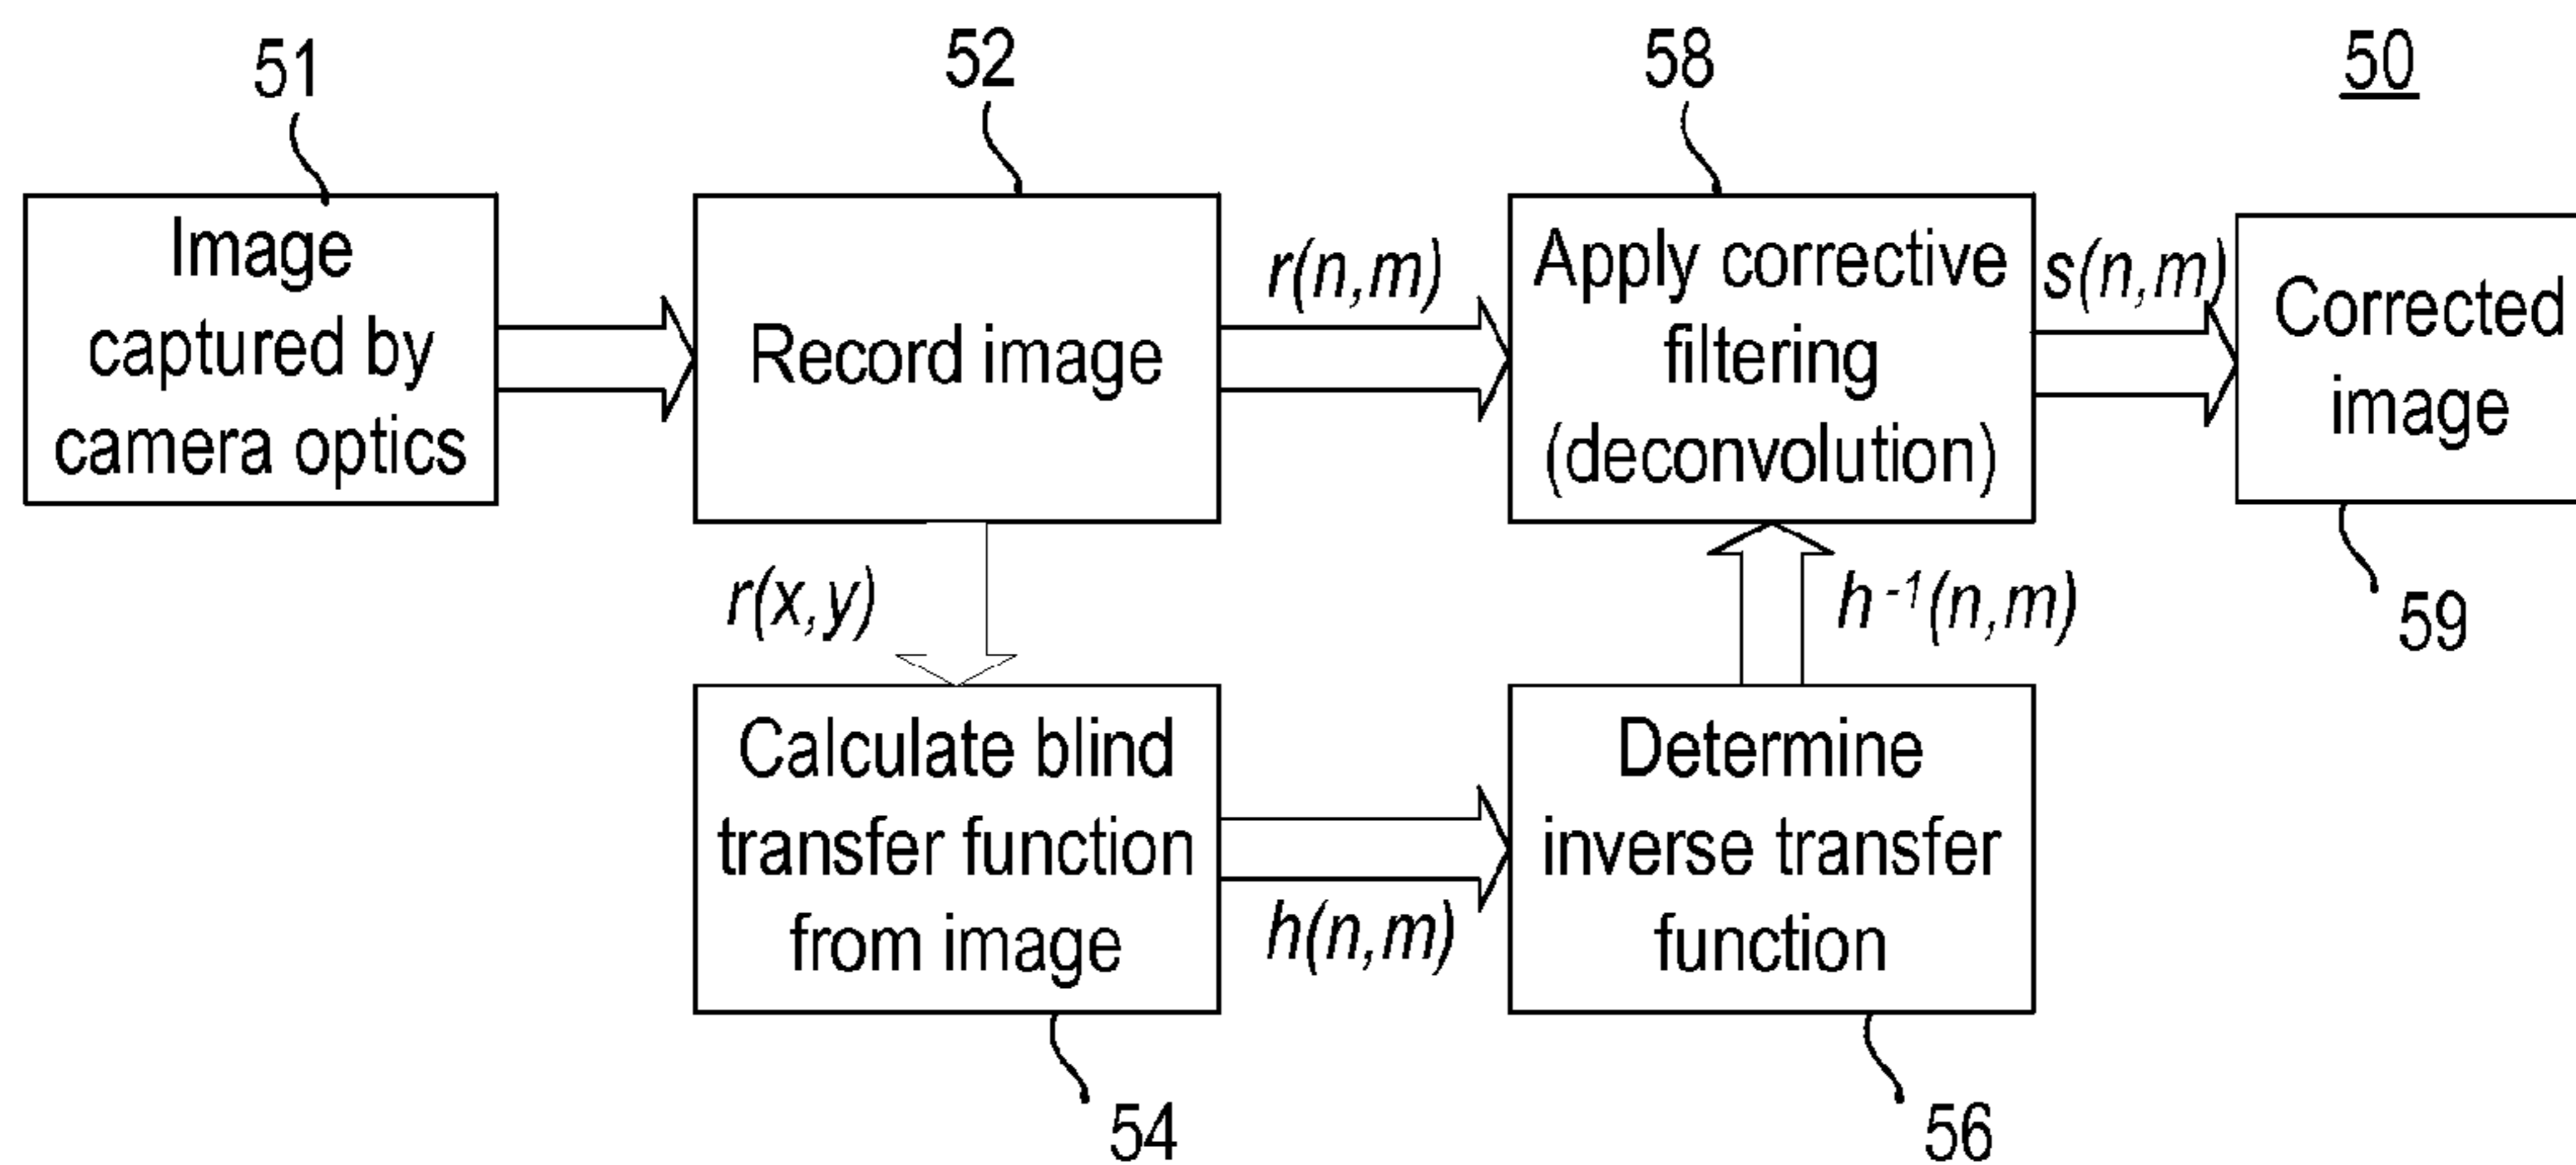 51
52
58
50
Image
captured by
camera optics
Record image
r(n,m)
Apply corrective
filtering
(deconvolution)
s(n,m)
Corrected
image
r(x,y)
h⁻¹(n,m)
59
Calculate blind
transfer function
from image
h(n,m)
Determine
inverse transfer
function
54
56